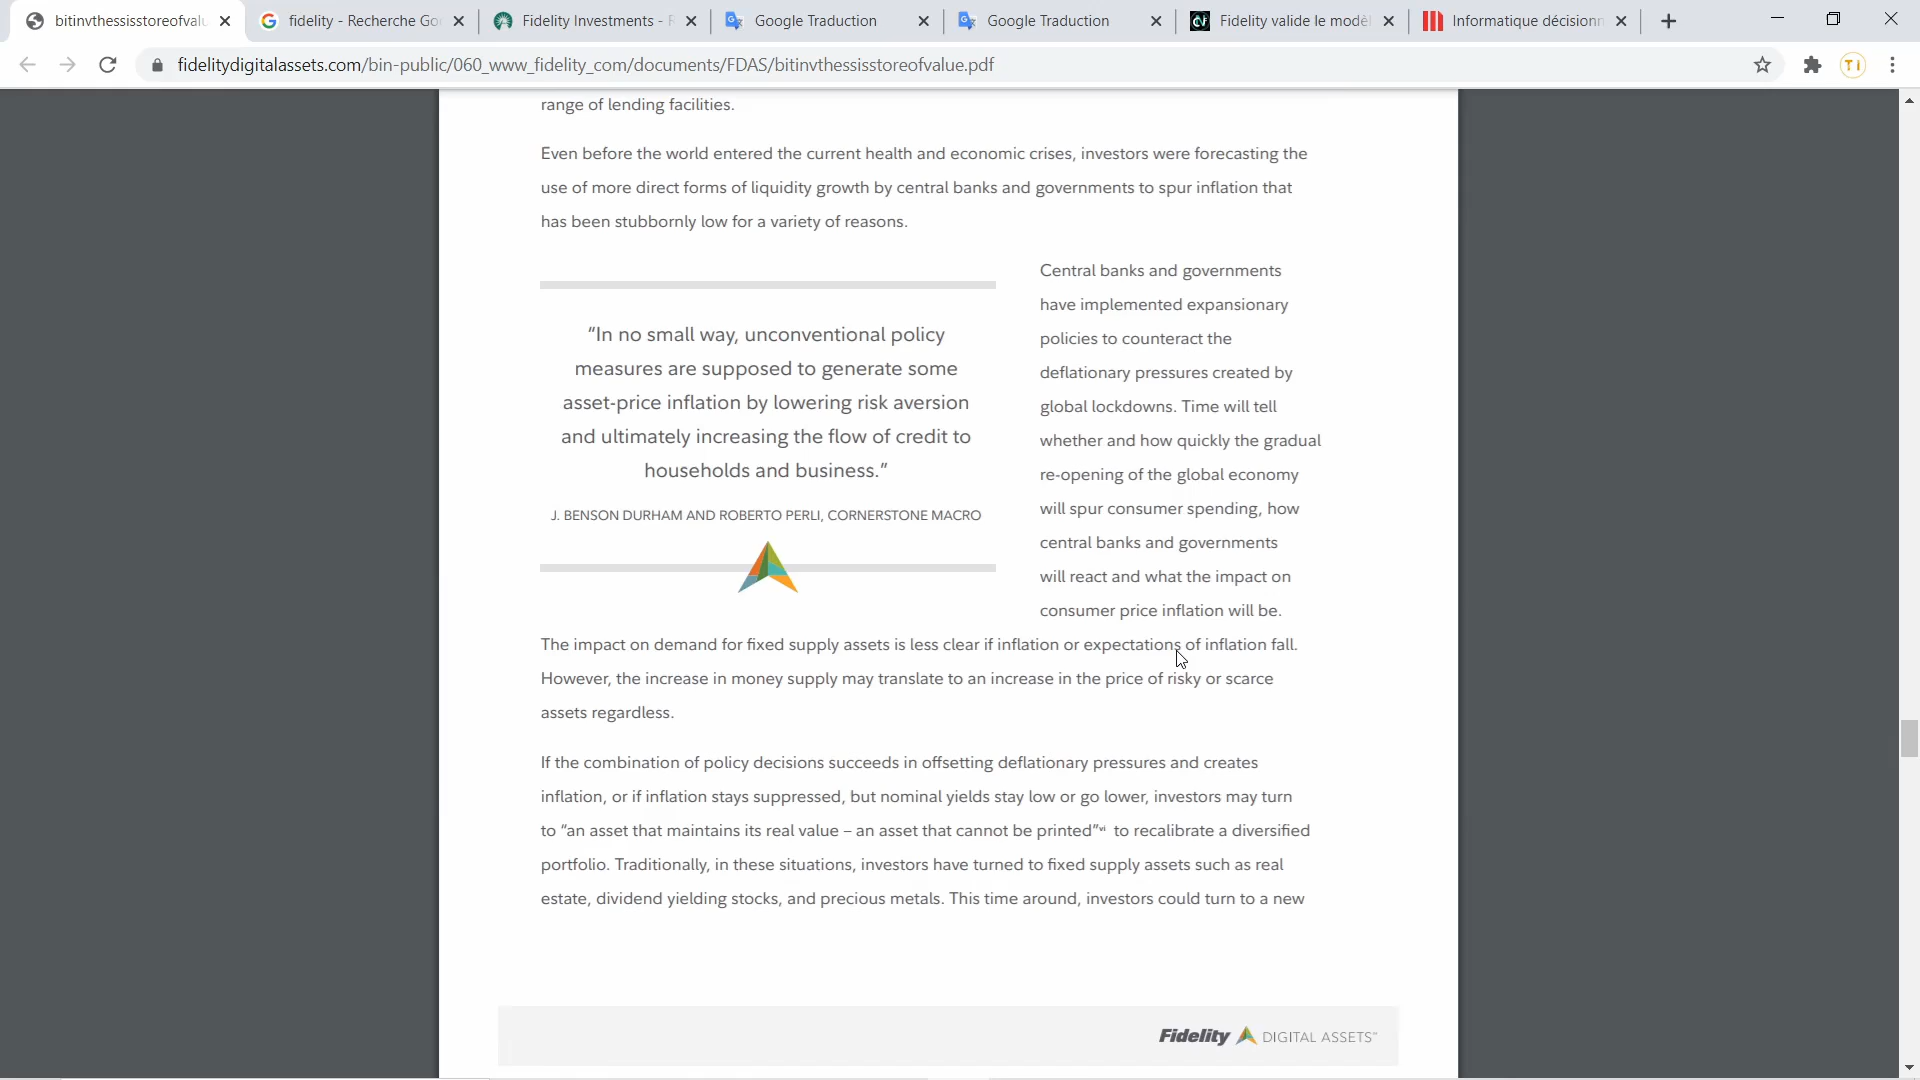 bitinvthessisstoreofvalu
fidelity - Recherche Go
Fidelity Investments - R
Google Traduction
Google Traduction
Fidelity valide le modèl
Informatique décisionn
fidelitydigitalassets.com/bin-public/060_www_fidelity_com/documents/FDAS/bitinvthessisstoreofvalue.pdf
T I
range of lending facilities.
Even before the world entered the current health and economic crises, investors were forecasting the
use of more direct forms of liquidity growth by central banks and governments to spur inflation that
has been stubbornly low for a variety of reasons.
“In no small way, unconventional policy
measures are supposed to generate some
asset-price inflation by lowering risk aversion
and ultimately increasing the flow of credit to
households and business.”
J. BENSON DURHAM AND ROBERTO PERLI, CORNERSTONE MACRO
Central banks and governments
have implemented expansionary
policies to counteract the
deflationary pressures created by
global lockdowns. Time will tell
whether and how quickly the gradual
re-opening of the global economy
will spur consumer spending, how
central banks and governments
will react and what the impact on
consumer price inflation will be.
The impact on demand for fixed supply assets is less clear if inflation or expectations of inflation fall.
However, the increase in money supply may translate to an increase in the price of risky or scarce
assets regardless.
If the combination of policy decisions succeeds in offsetting deflationary pressures and creates
inflation, or if inflation stays suppressed, but nominal yields stay low or go lower, investors may turn
to “an asset that maintains its real value – an asset that cannot be printed”vi to recalibrate a diversified
portfolio. Traditionally, in these situations, investors have turned to fixed supply assets such as real
estate, dividend yielding stocks, and precious metals. This time around, investors could turn to a new
Fidelity DIGITAL ASSETS℠